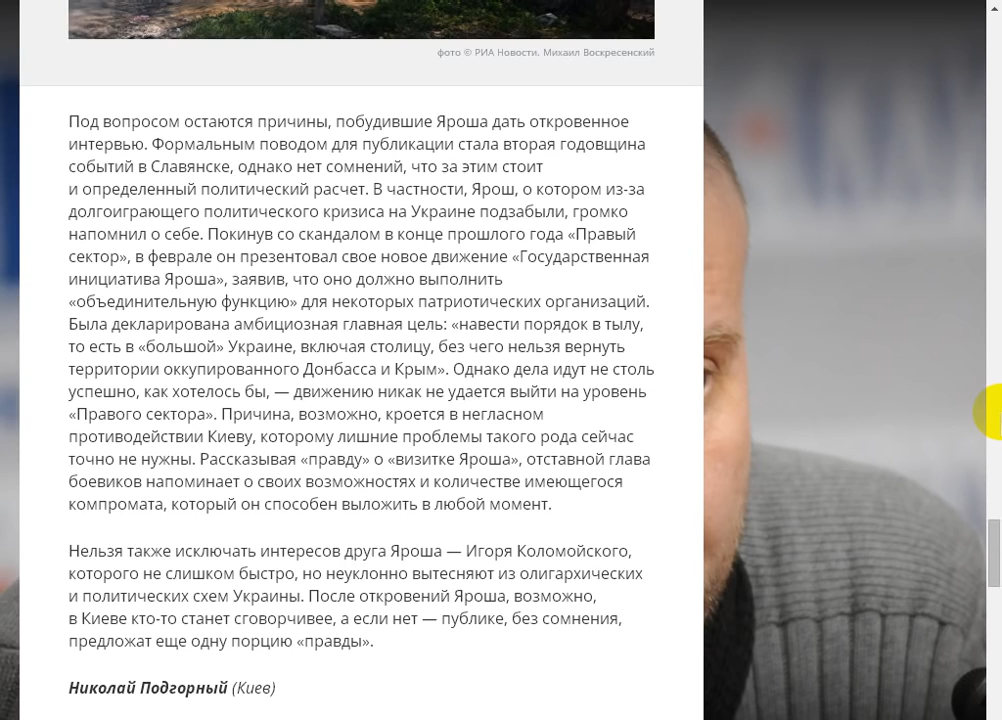 фото © РИА Новости. Михаил Воскресенский
Под вопросом остаются причины, побудившие Яроша дать откровенное
интервью. Формальным поводом для публикации стала вторая годовщина
событий в Славянске, однако нет сомнений, что за этим стоит
и определенный политический расчет. В частности, Ярош, о котором из-за
долгоиграющего политического кризиса на Украине подзабыли, громко
напомнил о себе. Покинув со скандалом в конце прошлого года «Правый
сектор», в феврале он презентовал свое новое движение «Государственная
инициатива Яроша», заявив, что оно должно выполнить
«объединительную функцию» для некоторых патриотических организаций.
Была декларирована амбициозная главная цель: «навести порядок в тылу,
то есть в «большой» Украине, включая столицу, без чего нельзя вернуть
территории оккупированного Донбасса и Крым». Однако дела идут не столь
успешно, как хотелось бы, — движению никак не удается выйти на уровень
«Правого сектора». Причина, возможно, кроется в негласном
противодействии Киеву, которому лишние проблемы такого рода сейчас
точно не нужны. Рассказывая «правду» о «визитке Яроша», отставной глава
боевиков напоминает о своих возможностях и количестве имеющегося
компромата, который он способен выложить в любой момент.
Нельзя также исключать интересов друга Яроша — Игоря Коломойского,
которого не слишком быстро, но неуклонно вытесняют из олигархических
и политических схем Украины. После откровений Яроша, возможно,
в Киеве кто-то станет сговорчивее, а если нет — публике, без сомнения,
предложат еще одну порцию «правды».
Николай Подгорный (Киев)